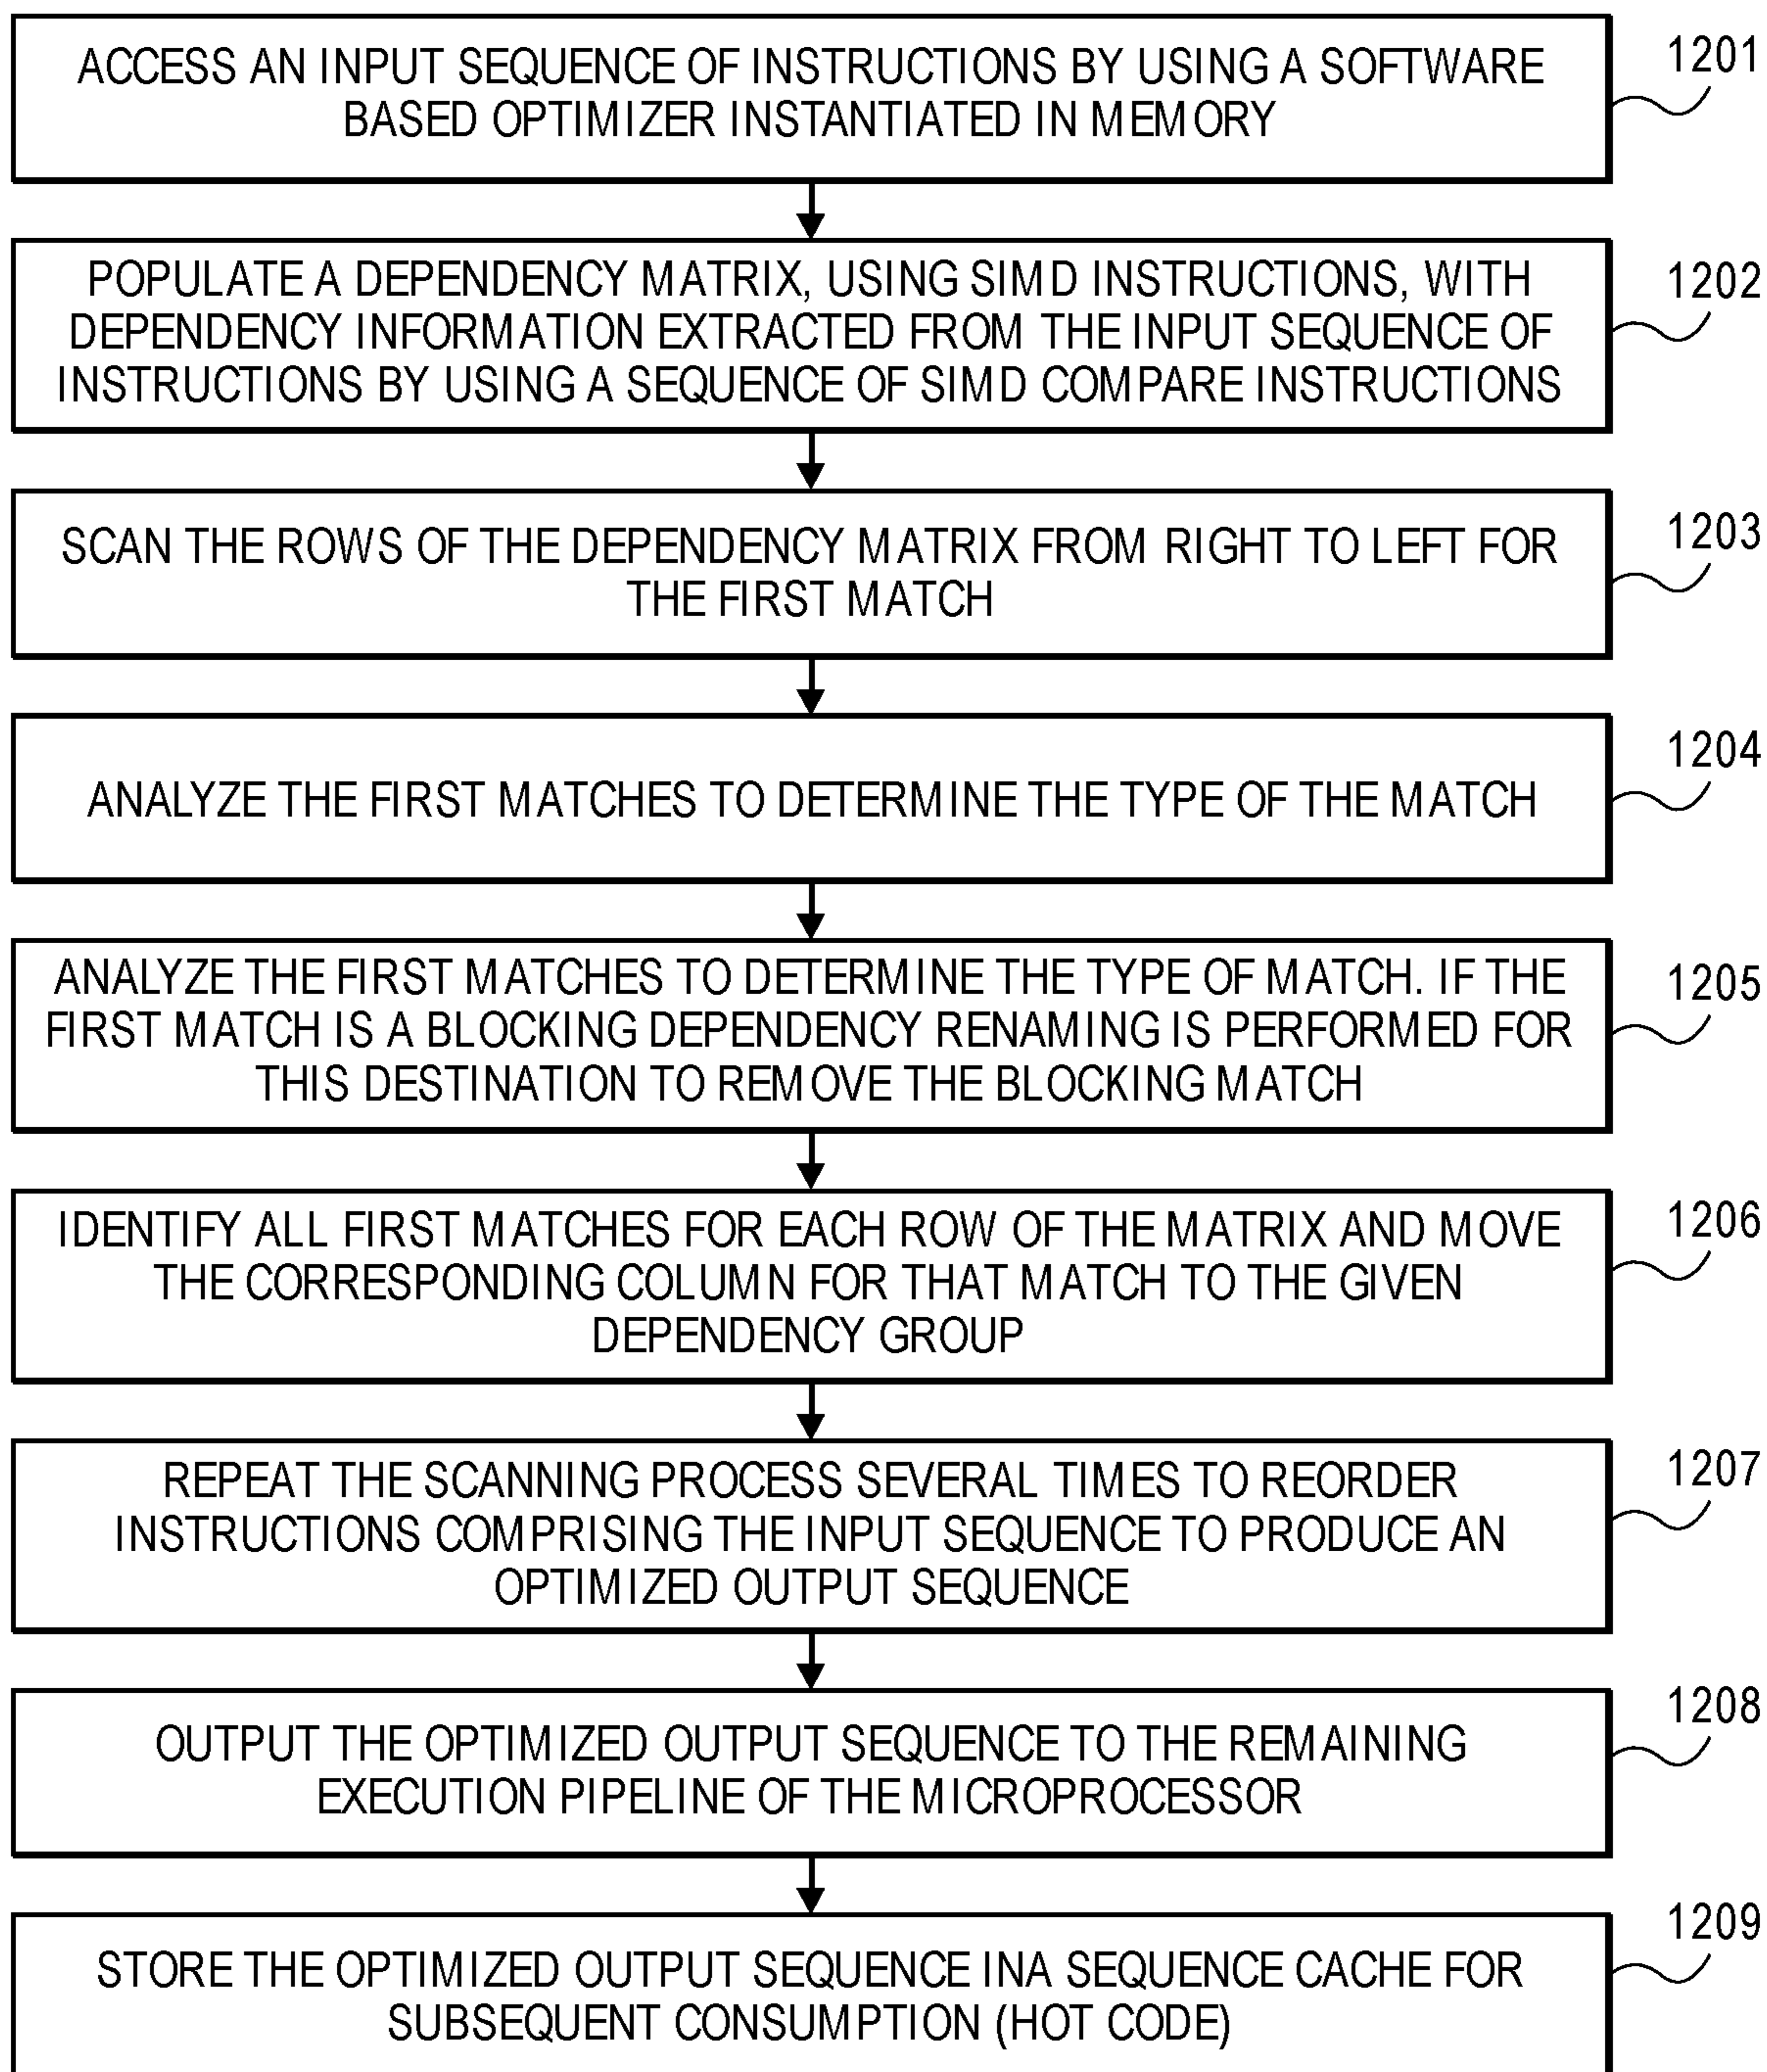 ACCESS AN INPUT SEQUENCE OF INSTRUCTIONS BY USING A SOFTWARE
BASED OPTIMIZER INSTANTIATED IN MEMORY
1201
POPULATE A DEPENDENCY MATRIX, USING SIMD INSTRUCTIONS, WITH
DEPENDENCY INFORMATION EXTRACTED FROM THE INPUT SEQUENCE OF
INSTRUCTIONS BY USING A SEQUENCE OF SIMD COMPARE INSTRUCTIONS
1202
SCAN THE ROWS OF THE DEPENDENCY MATRIX FROM RIGHT TO LEFT FOR
THE FIRST MATCH
1203
ANALYZE THE FIRST MATCHES TO DETERMINE THE TYPE OF THE MATCH
1204
ANALYZE THE FIRST MATCHES TO DETERMINE THE TYPE OF MATCH. IF THE
FIRST MATCH IS A BLOCKING DEPENDENCY RENAMING IS PERFORMED FOR
THIS DESTINATION TO REMOVE THE BLOCKING MATCH
1205
IDENTIFY ALL FIRST MATCHES FOR EACH ROW OF THE MATRIX AND MOVE
THE CORRESPONDING COLUMN FOR THAT MATCH TO THE GIVEN
DEPENDENCY GROUP
1206
REPEAT THE SCANNING PROCESS SEVERAL TIMES TO REORDER
INSTRUCTIONS COMPRISING THE INPUT SEQUENCE TO PRODUCE AN
OPTIMIZED OUTPUT SEQUENCE
1207
OUTPUT THE OPTIMIZED OUTPUT SEQUENCE TO THE REMAINING
EXECUTION PIPELINE OF THE MICROPROCESSOR
1208
STORE THE OPTIMIZED OUTPUT SEQUENCE INA SEQUENCE CACHE FOR
SUBSEQUENT CONSUMPTION (HOT CODE)
1209